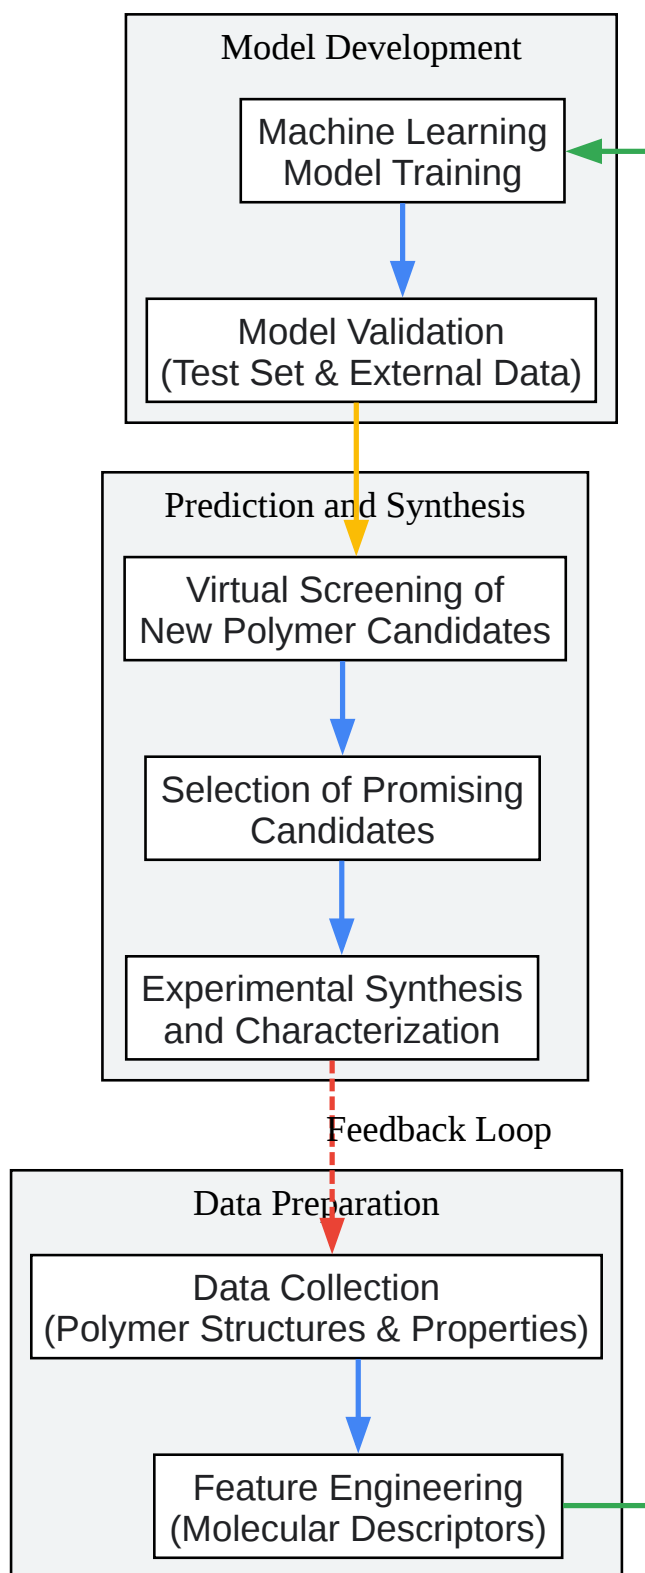 Model Development
Machine Learning
Model Training
Model Validation
(Test Set & External Data)
Prediction and Synthesis
Virtual Screening of
New Polymer Candidates
Selection of Promising
Candidates
Experimental Synthesis
and Characterization
Feedback Loop
Data Preparation
Data Collection
(Polymer Structures & Properties)
Feature Engineering
(Molecular Descriptors)